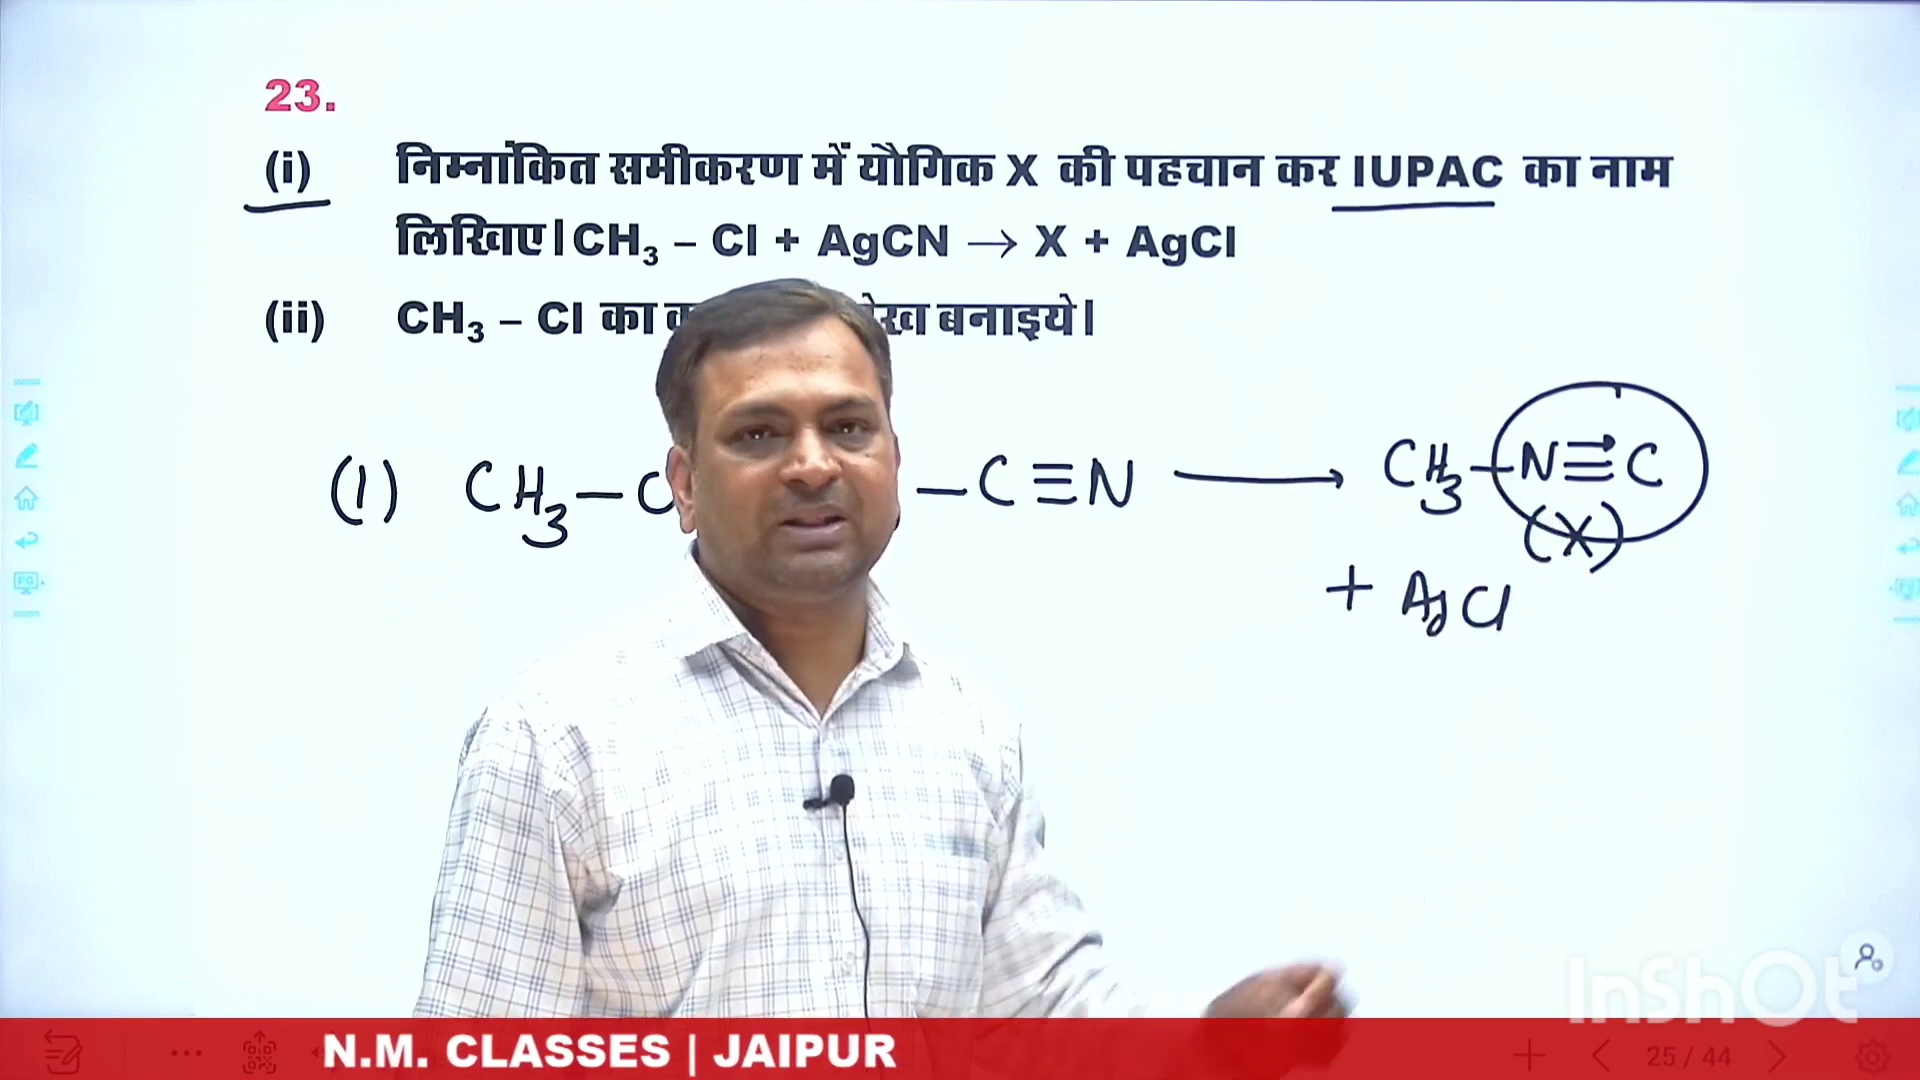 23.
(i) निम्नांकित समीकरण में यौगिक X की पहचान कर IUPAC का नाम
लिखिए। CH₃ – Cl + AgCN → X + AgCl
(ii) CH₃ – Cl का बनाइये।
(1) CH₃– – C≡N ⟶ CH₃–N≡C
(X)
+ AgCl
InShOt
N.M. CLASSES | JAIPUR
25 / 44